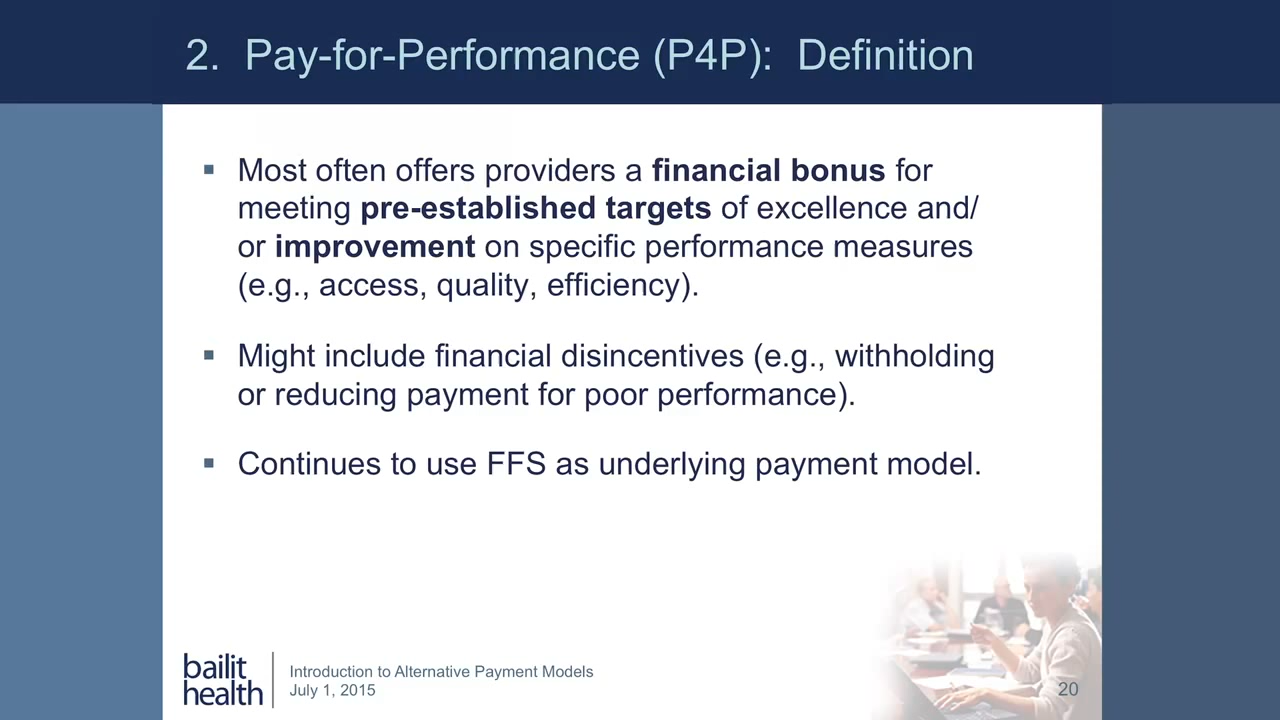 2. Pay-for-Performance (P4P): Definition
▪ Most often offers providers a financial bonus for
meeting pre-established targets of excellence and/
or improvement on specific performance measures
(e.g., access, quality, efficiency).
▪ Might include financial disincentives (e.g., withholding
or reducing payment for poor performance).
▪ Continues to use FFS as underlying payment model.
bailit
health
Introduction to Alternative Payment Models
July 1, 2015
20